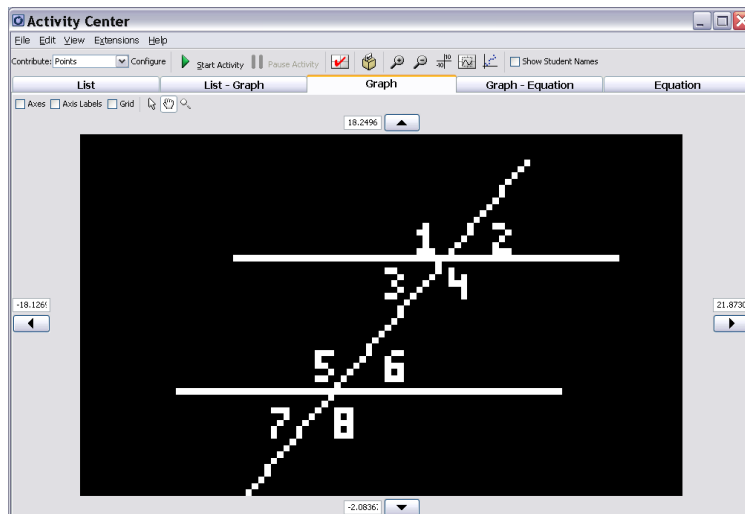 Activity Center
File Edit View Extensions Help
Contribute: Points Configure Start Activity Pause Activity Show Student Names
List List - Graph Graph Graph - Equation Equation
Axes Axis Labels Grid
18.2496
1 2
3 4
-18.126 21.8730
5 6
7 8
-2.0836